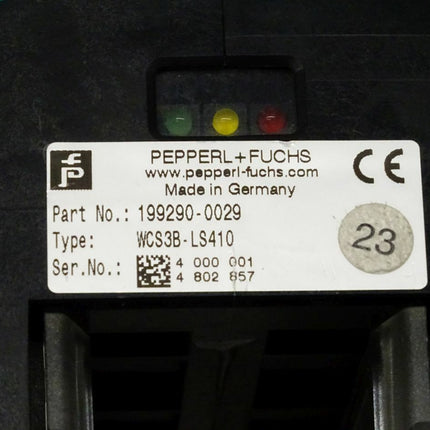 PEPPERL+FUCHS
www.pepperl-fuchs.com
Made in Germany
CE
Part No.: 199290-0029
Type: WCS3B-LS410
23
Ser.No.: 4 000 001
4 802 857